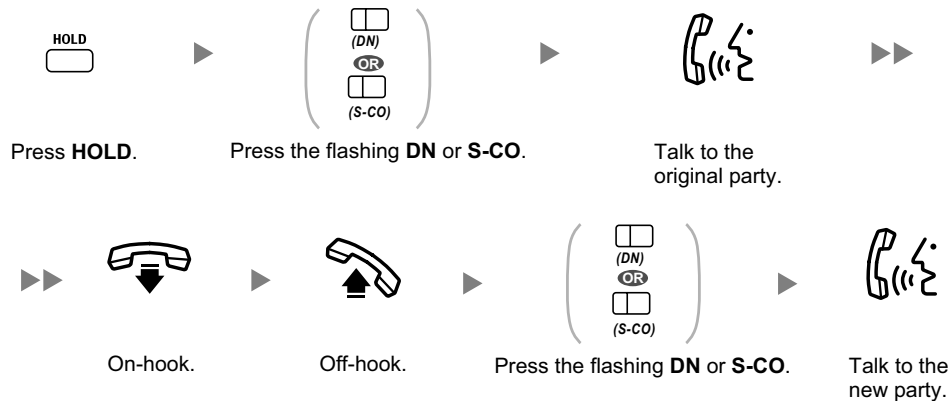 HOLD
(DN)
OR
(S-CO)
Press HOLD.
Press the flashing DN or S-CO.
Talk to the
original party.
(DN)
OR
(S-CO)
On-hook.
Off-hook.
Press the flashing DN or S-CO.
Talk to the
new party.